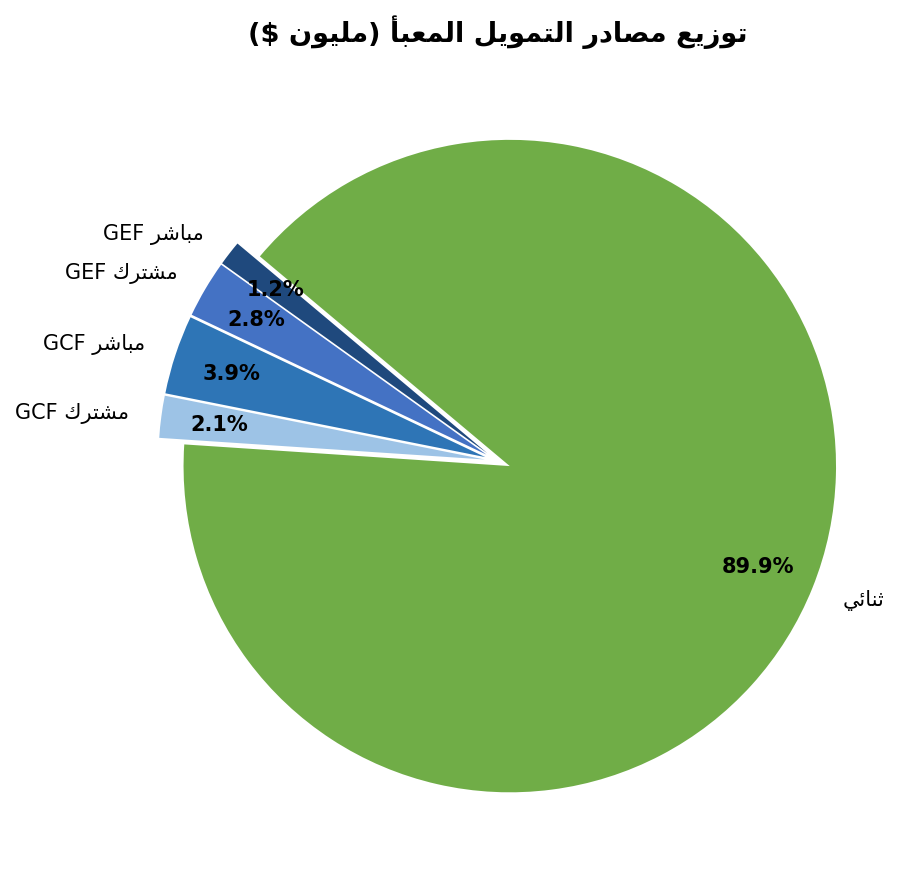 توزيع مصادر التمويل المعبأ (مليون $)
GEF مباشر
1.2%
GEF مشترك
2.8%
GCF مباشر
3.9%
GCF مشترك
2.1%
89.9%
ثنائي